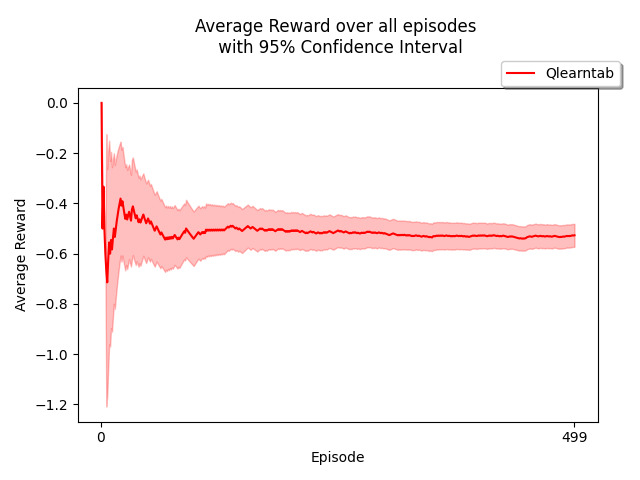 Average Reward over all episodes
with 95% Confidence Interval
Qlearntab
0.0
−0.2
−0.4
−0.6
−0.8
−1.0
−1.2
Average Reward
0
499
Episode